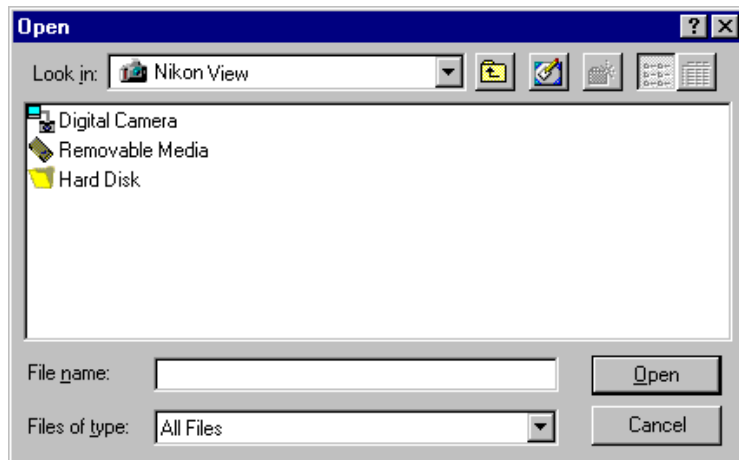 Open
Look in: Nikon View
Digital Camera
Removable Media
Hard Disk
File name: Open
Files of type: All Files Cancel